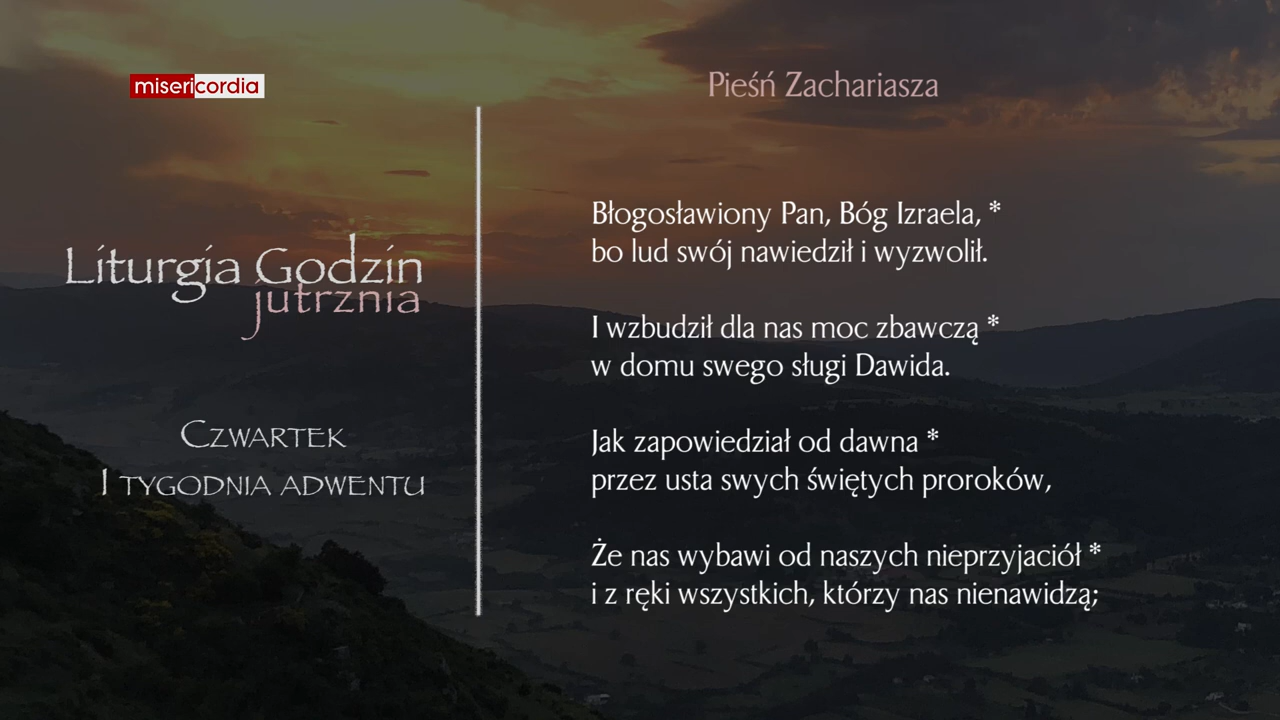 misericordia
Liturgia Godzin
jutrznia
Czwartek
I tygodnia adwentu
Pieśń Zachariasza
Błogosławiony Pan, Bóg Izraela, *
bo lud swój nawiedził i wyzwolił.
I wzbudził dla nas moc zbawczą *
w domu swego sługi Dawida.
Jak zapowiedział od dawna *
przez usta swych świętych proroków,
Że nas wybawi od naszych nieprzyjaciół *
i z ręki wszystkich, którzy nas nienawidzą;